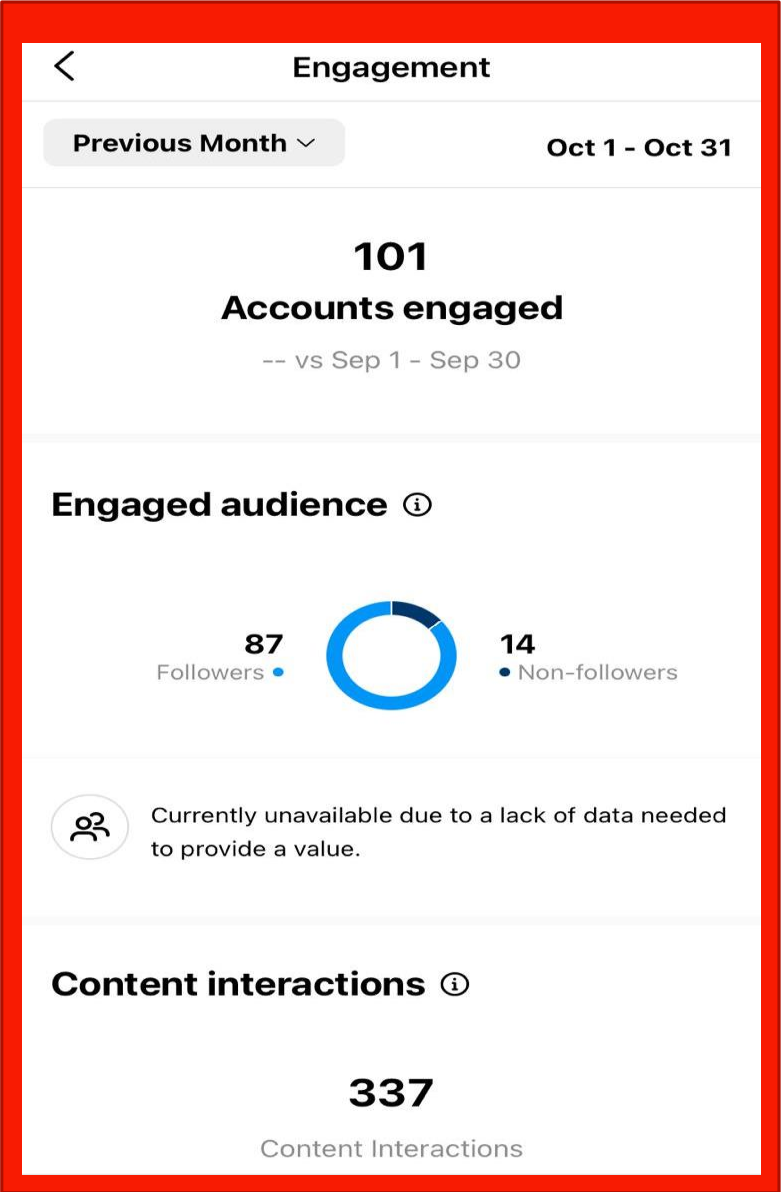 Engagement
Previous Month
Oct 1 - Oct 31
101
Accounts engaged
-- vs Sep 1 - Sep 30
Engaged audience
87
Followers
14
Non-followers
Currently unavailable due to a lack of data needed
to provide a value.
Content interactions
337
Content Interactions